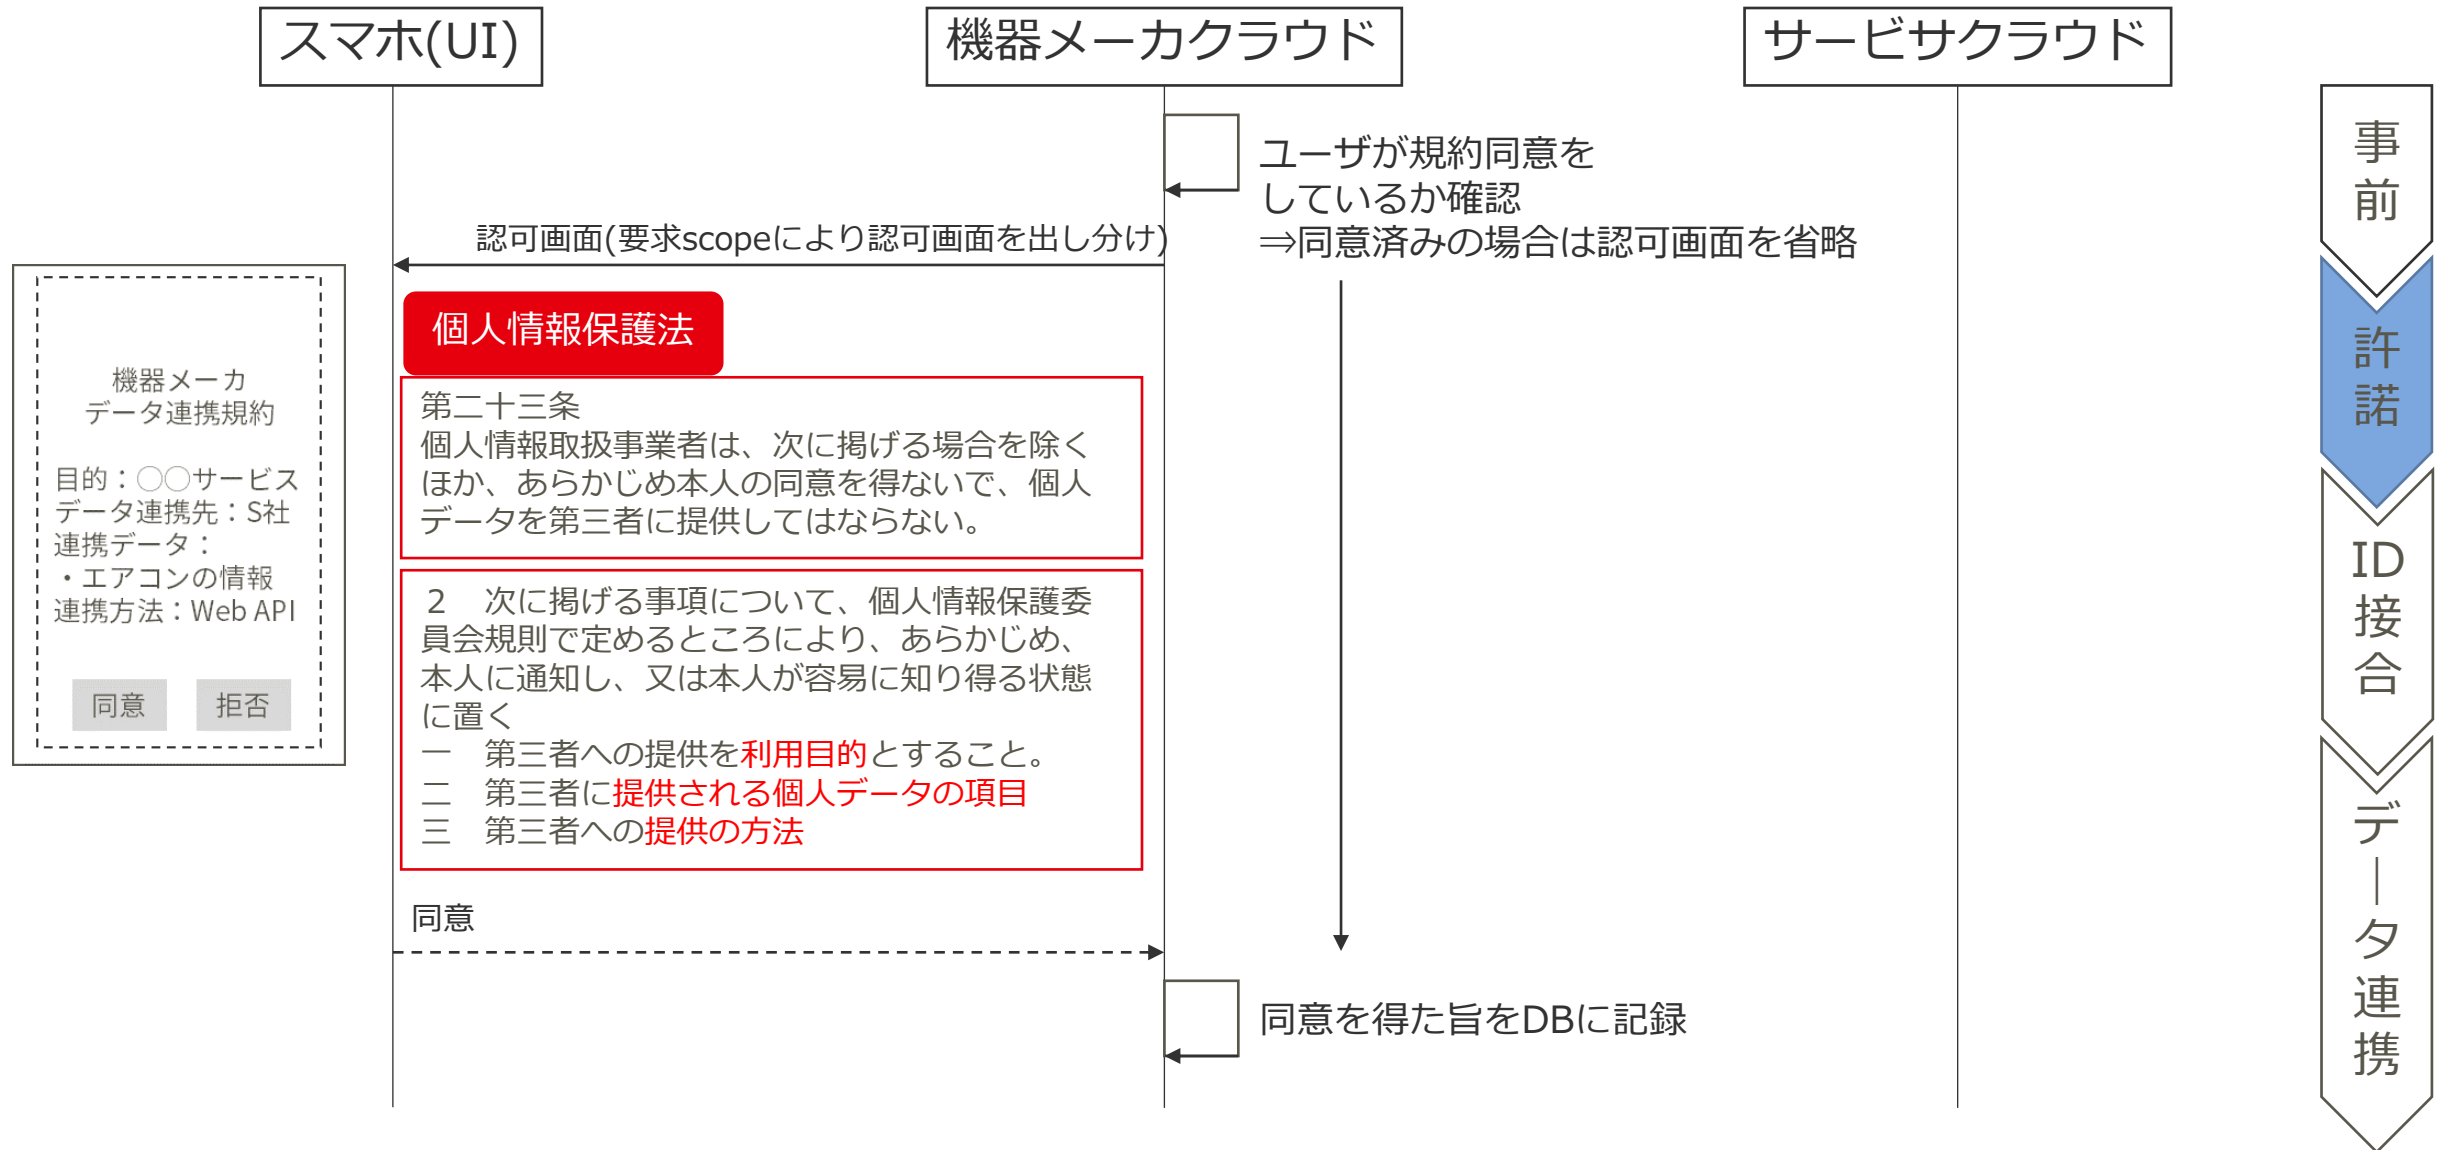 スマホ(UI)
機器メーカクラウド
サービサクラウド
ユーザが規約同意を
しているか確認
⇒同意済みの場合は認可画面を省略
認可画面(要求scopeにより認可画面を出し分け)
個人情報保護法
第二十三条
個人情報取扱事業者は、次に掲げる場合を除く
ほか、あらかじめ本人の同意を得ないで、個人
データを第三者に提供してはならない。
２　次に掲げる事項について、個人情報保護委
員会規則で定めるところにより、あらかじめ、
本人に通知し、又は本人が容易に知り得る状態
に置く
一　第三者への提供を利用目的とすること。
二　第三者に提供される個人データの項目
三　第三者への提供の方法
機器メーカ
データ連携規約
目的：〇〇サービス
データ連携先：S社
連携データ：
・エアコンの情報
連携方法：Web API
同意
拒否
同意
同意を得た旨をDBに記録
事前
許諾
ID接合
データ連携